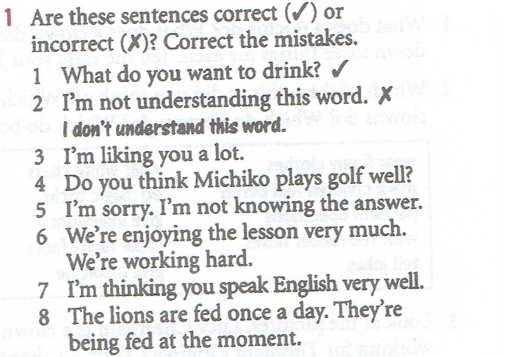 1 Are these sentences correct (✓) or
incorrect (✗)? Correct the mistakes.
1 What do you want to drink? ✓
2 I'm not understanding this word. ✗
I don't understand this word.
3 I'm liking you a lot.
4 Do you think Michiko plays golf well?
5 I'm sorry. I'm not knowing the answer.
6 We're enjoying the lesson very much.
We're working hard.
7 I'm thinking you speak English very well.
8 The lions are fed once a day. They're
being fed at the moment.